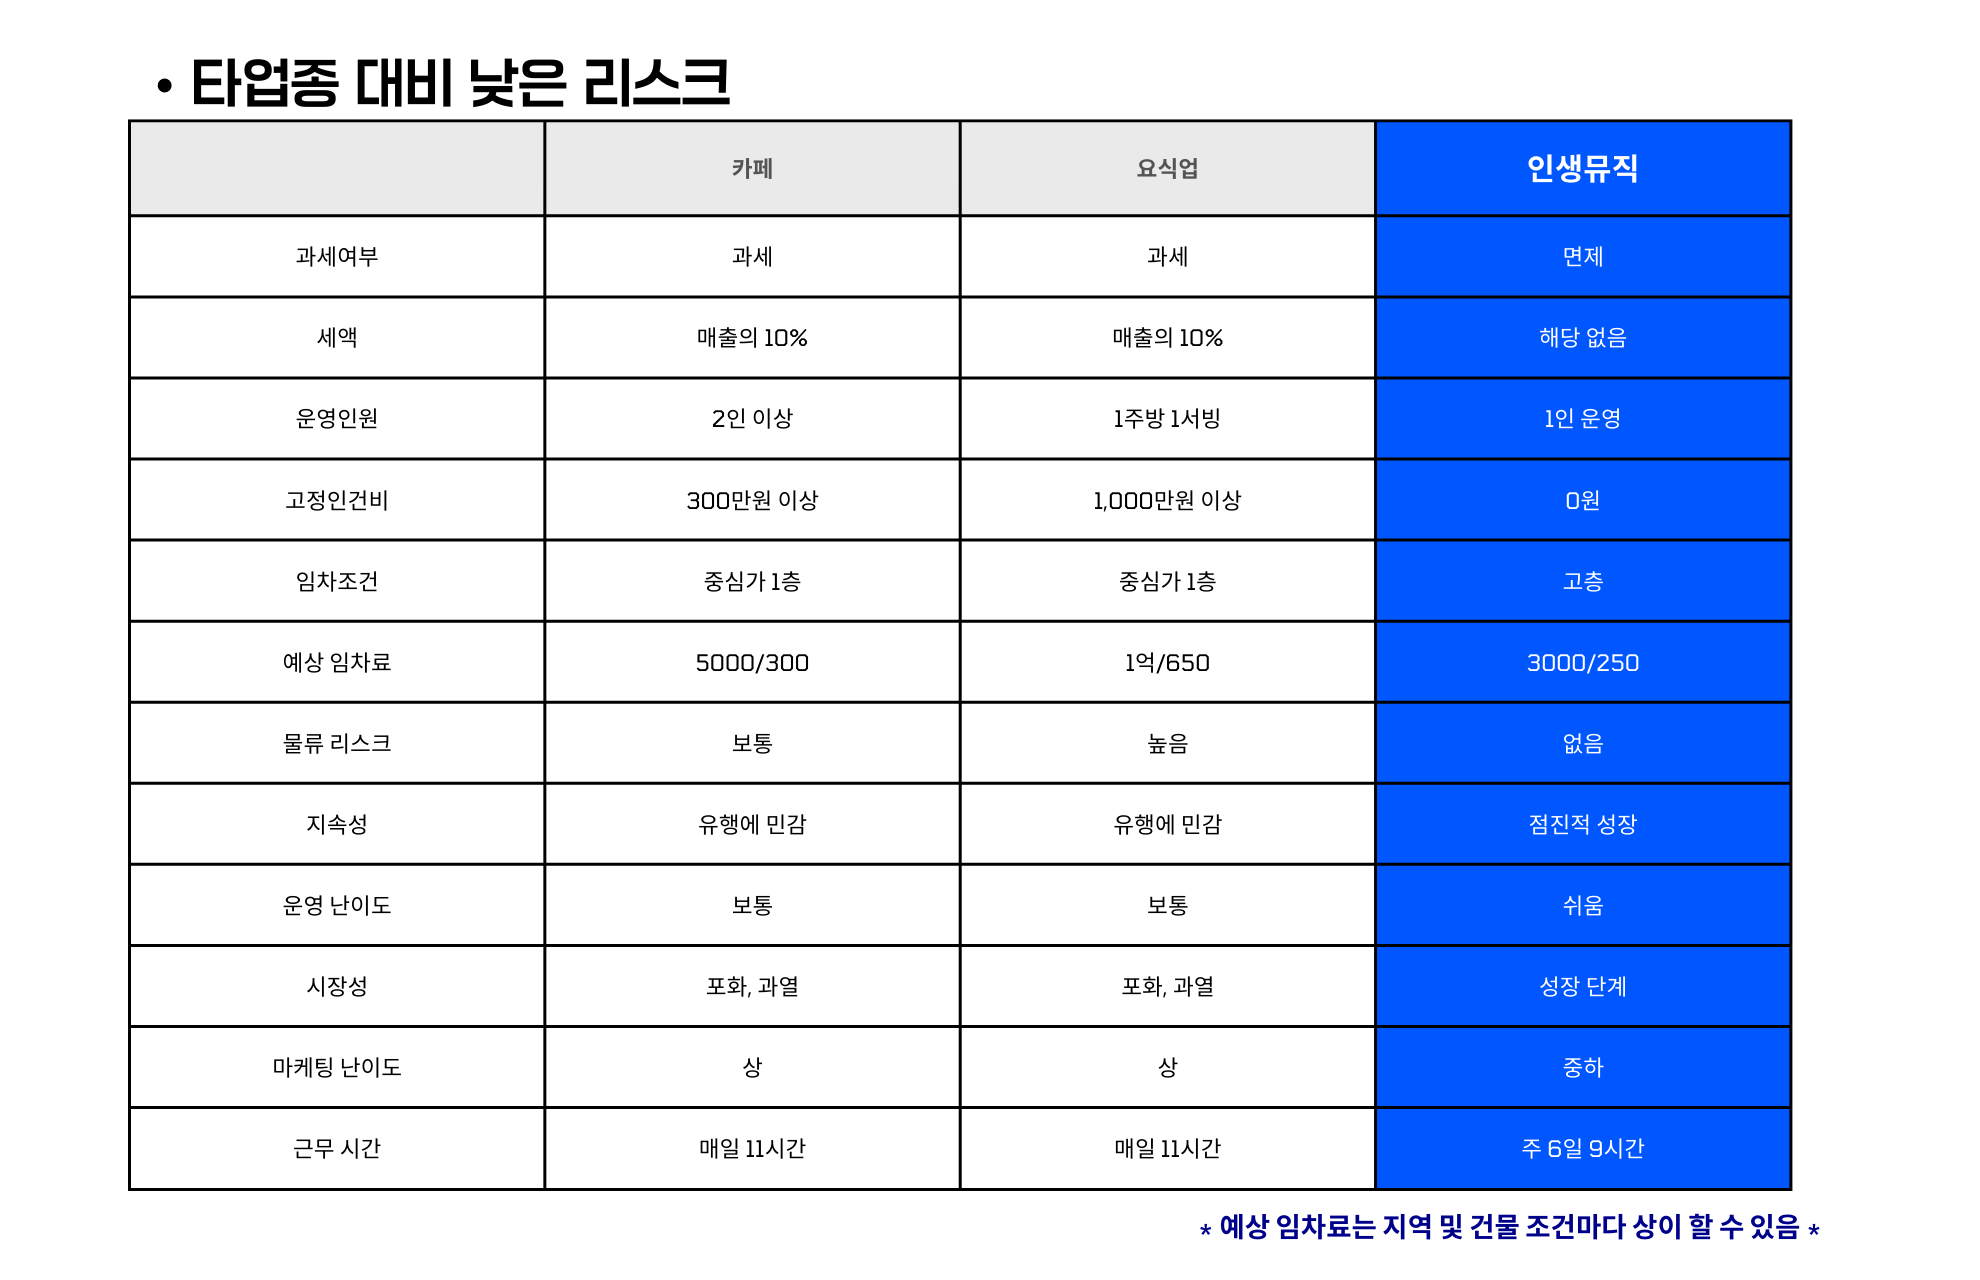 • 타업종 대비 낮은 리스크
카페 요식업 인생뮤직
과세여부 과세 과세 면제
세액 매출의 10% 매출의 10% 해당 없음
운영인원 2인 이상 1주방 1서빙 1인 운영
고정인건비 300만원 이상 1,000만원 이상 0원
임차조건 중심가 1층 중심가 1층 고층
예상 임차료 5000/300 1억/650 3000/250
물류 리스크 보통 높음 없음
지속성 유행에 민감 유행에 민감 점진적 성장
운영 난이도 보통 보통 쉬움
시장성 포화, 과열 포화, 과열 성장 단계
마케팅 난이도 상 상 중하
근무 시간 매일 11시간 매일 11시간 주 6일 9시간
* 예상 임차료는 지역 및 건물 조건마다 상이 할 수 있음 *